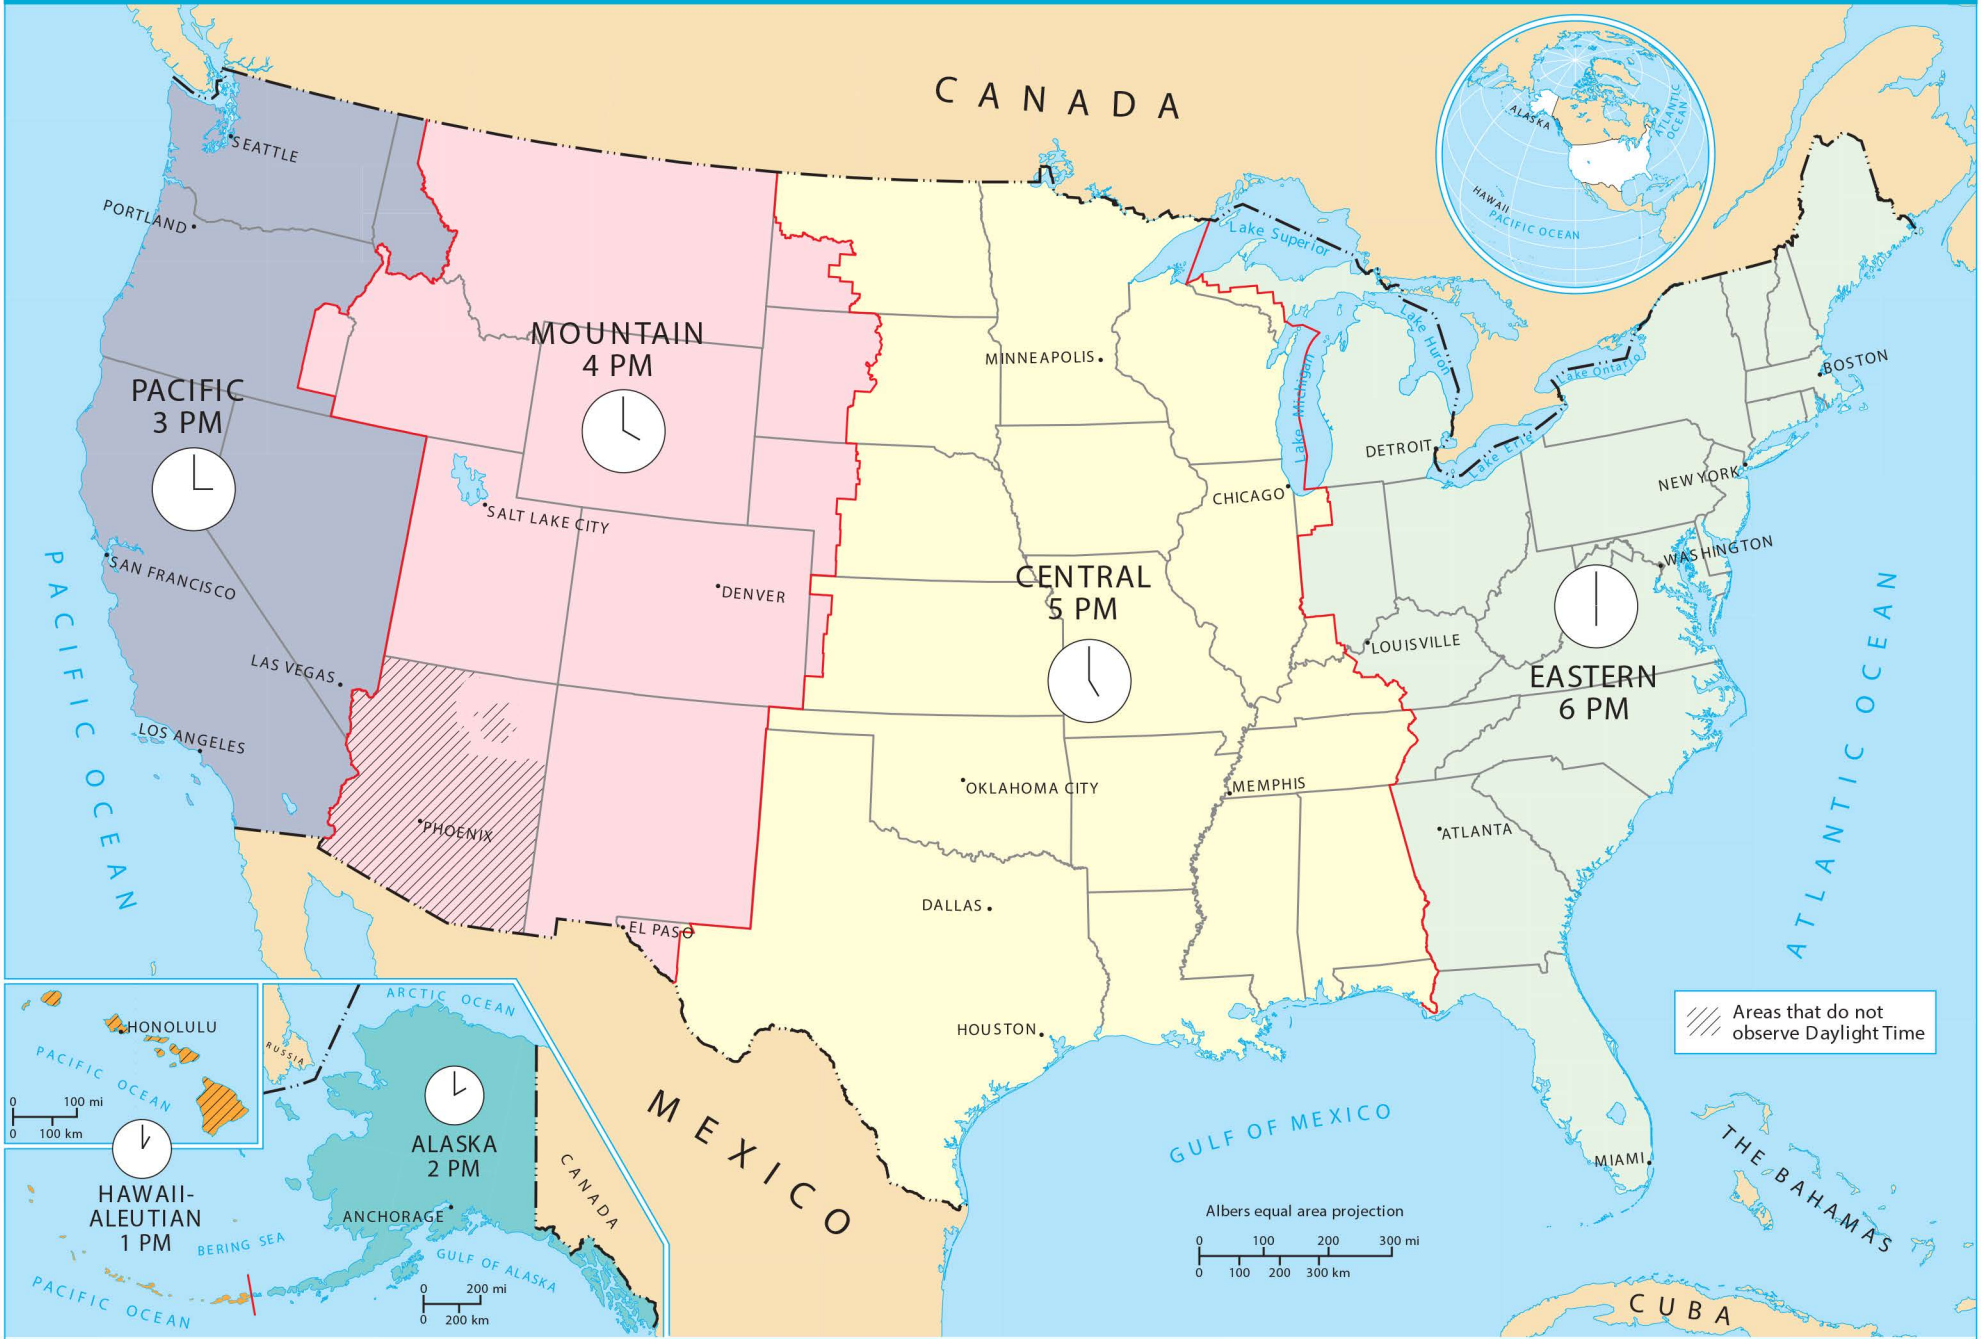 CANADA
ALASKA
ATLANTIC
OCEAN
HAWAII
PACIFIC OCEAN
SEATTLE
PORTLAND
Lake Superior
MOUNTAIN
4 PM
MINNEAPOLIS
Lake Huron
Lake Michigan
Lake Ontario
BOSTON
PACIFIC
3 PM
DETROIT
Lake Erie
NEW YORK
CHICAGO
SALT LAKE CITY
WASHINGTON
SAN FRANCISCO
DENVER
CENTRAL
5 PM
PACIFIC OCEAN
ATLANTIC OCEAN
LOUISVILLE
LAS VEGAS
EASTERN
6 PM
LOS ANGELES
OKLAHOMA CITY
MEMPHIS
PHOENIX
ATLANTA
DALLAS
EL PASO
HOUSTON
Areas that do not
observe Daylight Time
ARCTIC OCEAN
HONOLULU
RUSSIA
PACIFIC OCEAN
0 100 mi
0 100 km
MEXICO
GULF OF MEXICO
ALASKA
2 PM
CANADA
MIAMI
THE BAHAMAS
HAWAII-
ALEUTIAN
1 PM
ANCHORAGE
BERING SEA
GULF OF ALASKA
Albers equal area projection
0 100 200 300 mi
0 100 200 300 km
PACIFIC OCEAN
0 200 mi
0 200 km
CUBA